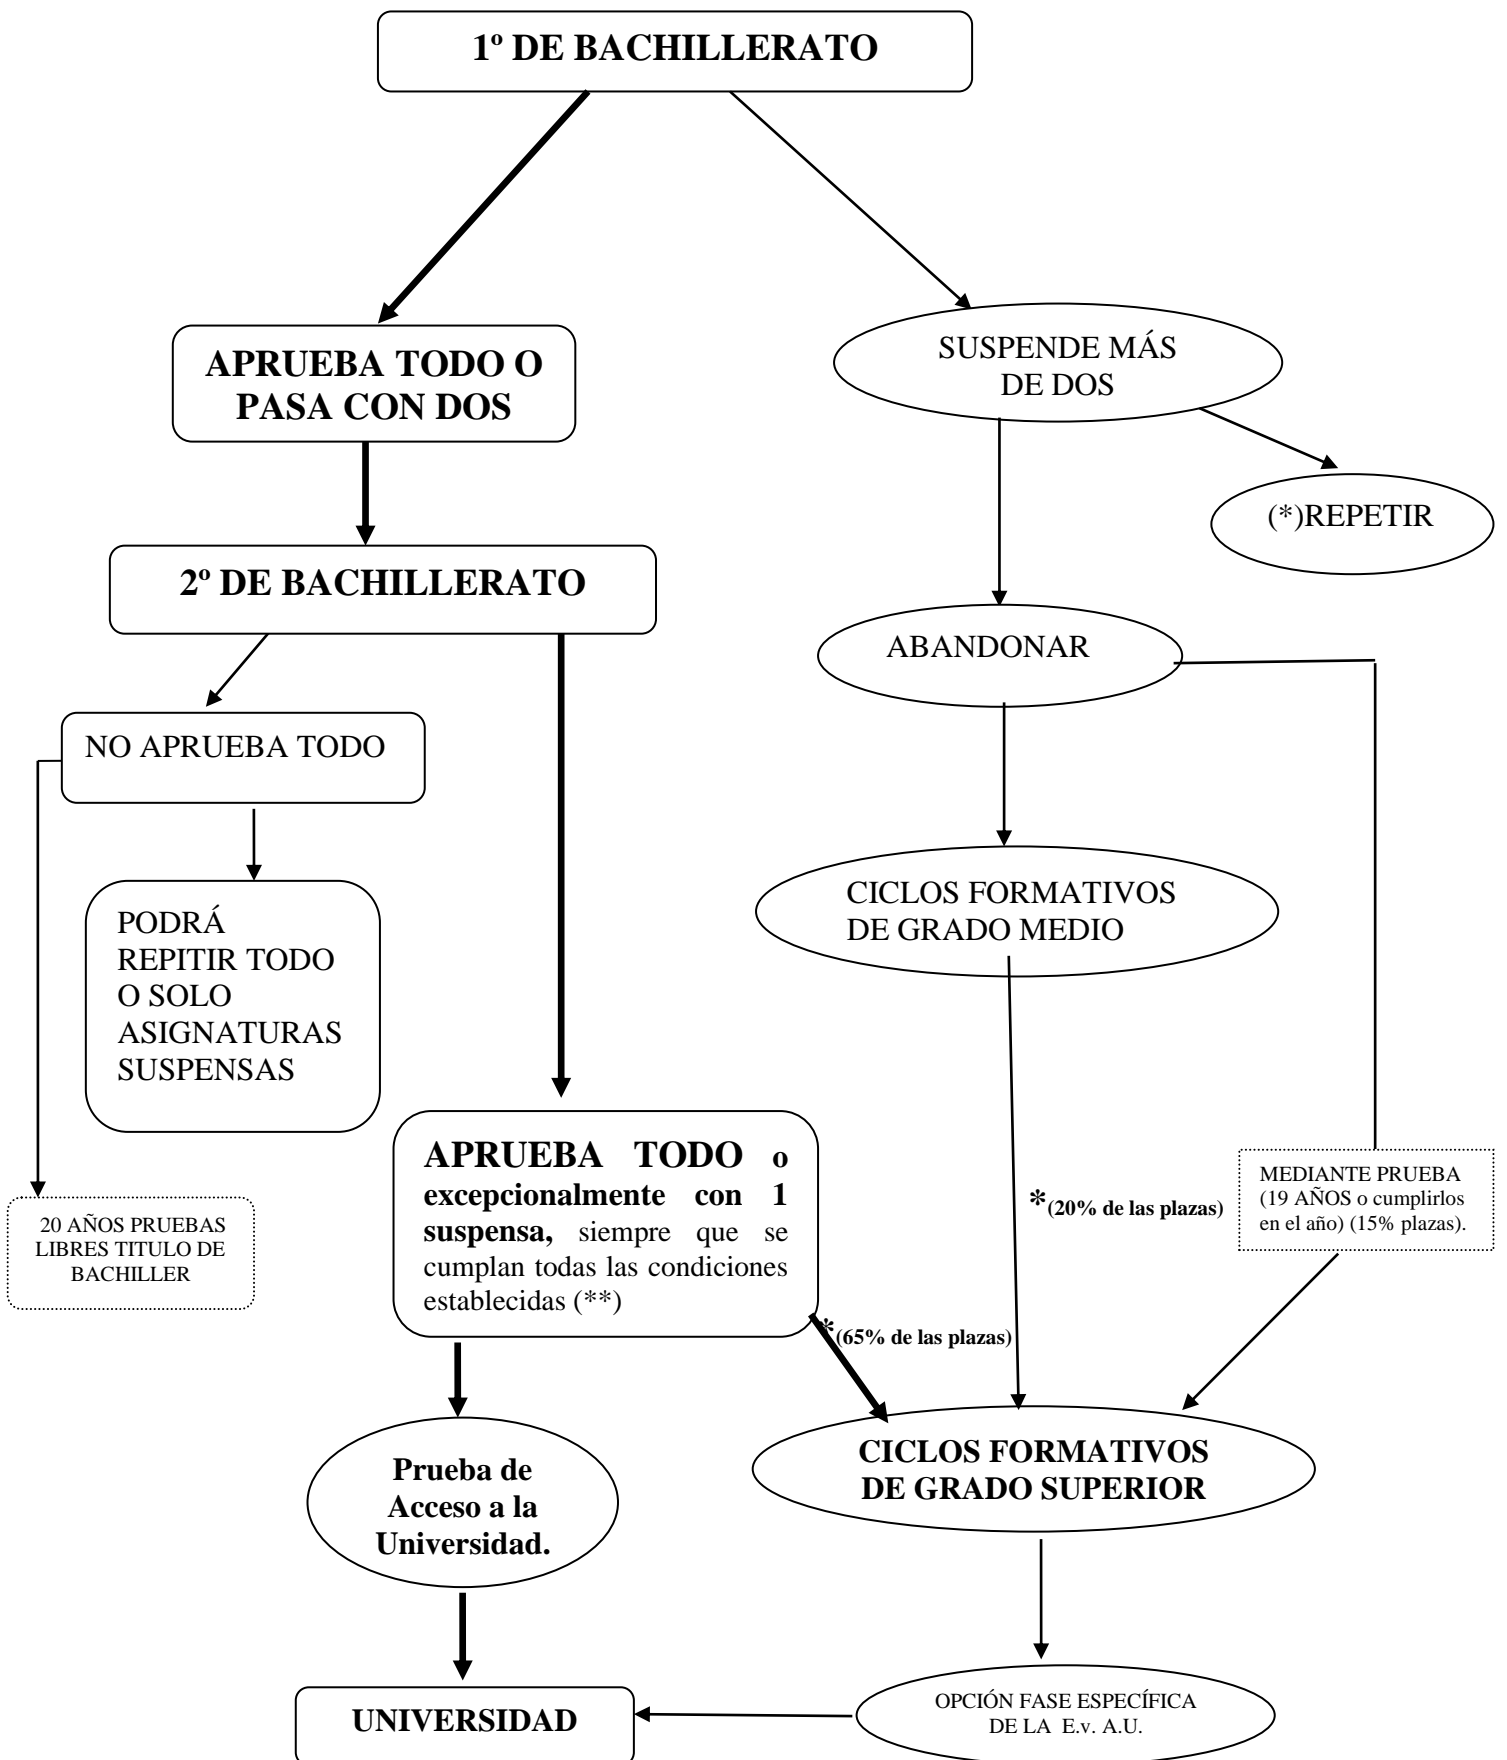 1º DE BACHILLERATO
APRUEBA TODO O
PASA CON DOS
SUSPENDE MÁS
DE DOS
(*)REPETIR
2º DE BACHILLERATO
ABANDONAR
NO APRUEBA TODO
CICLOS FORMATIVOS
DE GRADO MEDIO
PODRÁ
REPITIR TODO
O SOLO
ASIGNATURAS
SUSPENSAS
APRUEBA TODO o
excepcionalmente con 1
suspensa, siempre que se
cumplan todas las condiciones
establecidas (**)
*(20% de las plazas)
MEDIANTE PRUEBA
(19 AÑOS o cumplirlos
en el año) (15% plazas).
20 AÑOS PRUEBAS
LIBRES TITULO DE
BACHILLER
*(65% de las plazas)
Prueba de
Acceso a la
Universidad.
CICLOS FORMATIVOS
DE GRADO SUPERIOR
UNIVERSIDAD
OPCIÓN FASE ESPECÍFICA
DE LA E.v. A.U.